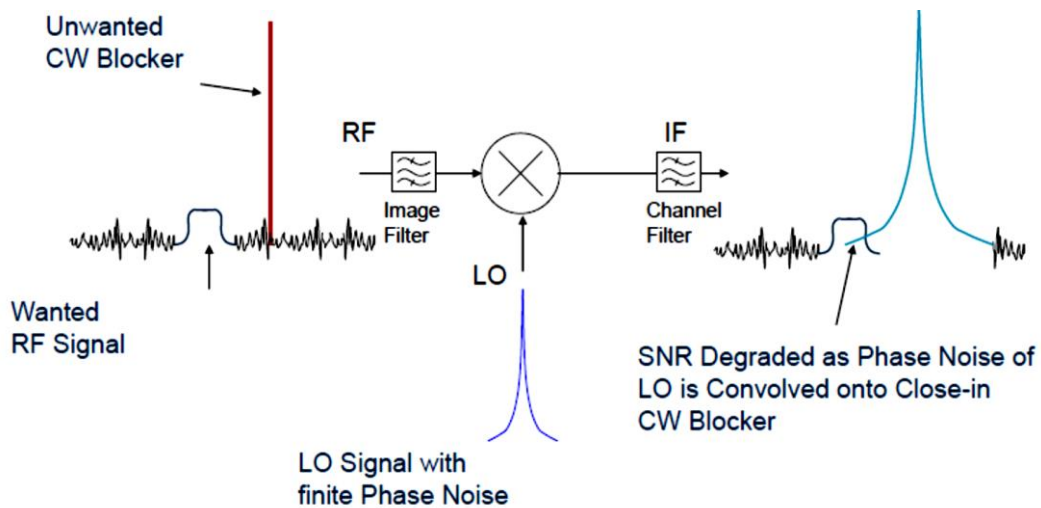 Unwanted
CW Blocker
RF
IF
Image
Filter
Channel
Filter
LO
Wanted
RF Signal
SNR Degraded as Phase Noise of
LO is Convolved onto Close-in
CW Blocker
LO Signal with
finite Phase Noise